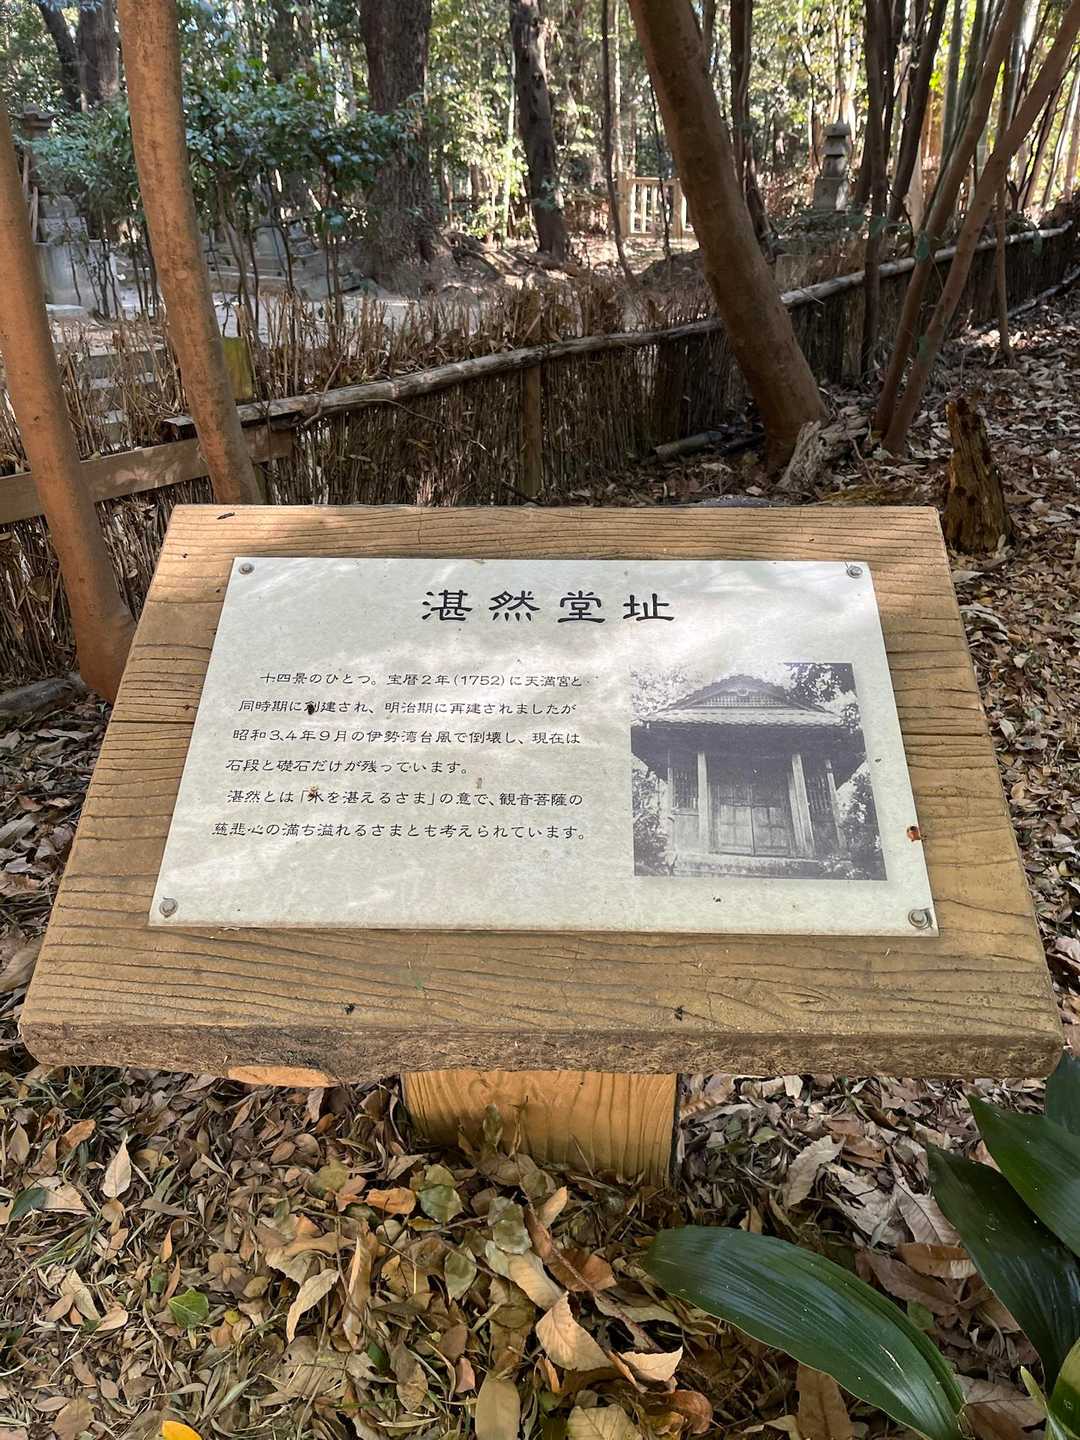 湛然堂址
十四景のひとつ。宝暦2年(1752)に天満宮と
同時期に創建され、明治期に再建されましたが
昭和34年9月の伊勢湾台風で倒壊し、現在は
石段と礎石だけが残っています。
湛然とは「水を湛えるさま」の意で、観音菩薩の
慈悲心の満ち溢れるさまとも考えられています。